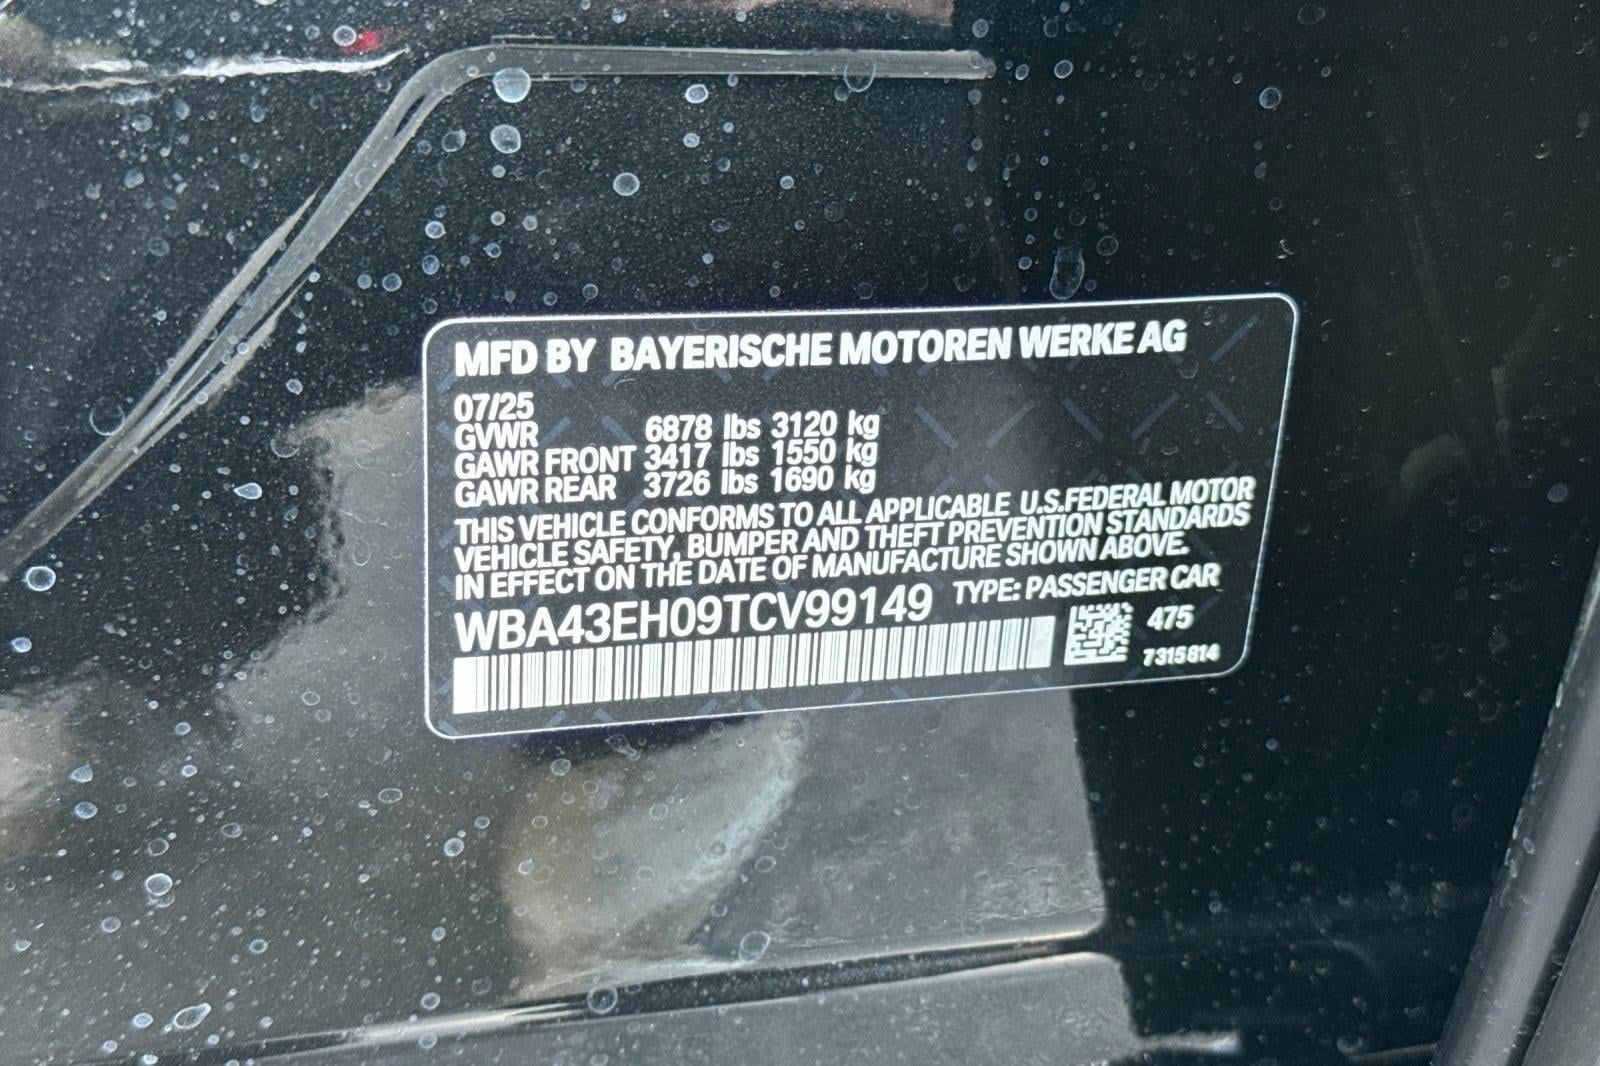 MFD BY BAYERISCHE MOTOREN WERKE AG
07/25
GVWR 6878 lbs 3120 kg
GAWR FRONT 3417 lbs 1550 kg
GAWR REAR 3726 lbs 1690 kg
THIS VEHICLE CONFORMS TO ALL APPLICABLE U.S.FEDERAL MOTOR
VEHICLE SAFETY, BUMPER AND THEFT PREVENTION STANDARDS
IN EFFECT ON THE DATE OF MANUFACTURE SHOWN ABOVE.
WBA43EH09TCV99149 TYPE: PASSENGER CAR
475
7315814